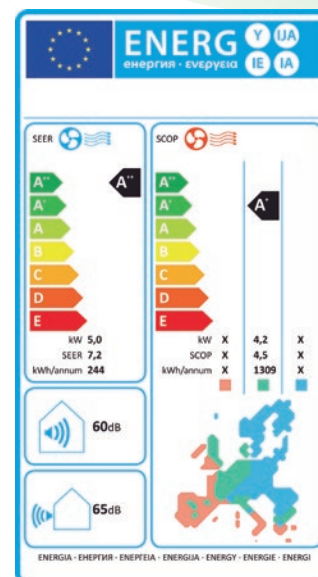 ENERG Y UA
енергия · ενεργεια IE IA
SEER
SCOP
A++ A++
A+
A
B
C
D
E
kW 5,0
SEER 7,2
kWh/annum 244
A++
A+ A+
A
B
C
D
E
kW X 4,2 X
SCOP X 4,5 X
kWh/annum X 1309 X
60dB
65dB
ENERGIA · ЕНЕРГИЯ · ΕΝΕΡΓΕΙΑ · ENERGIJA · ENERGY · ENERGIE · ENERGI